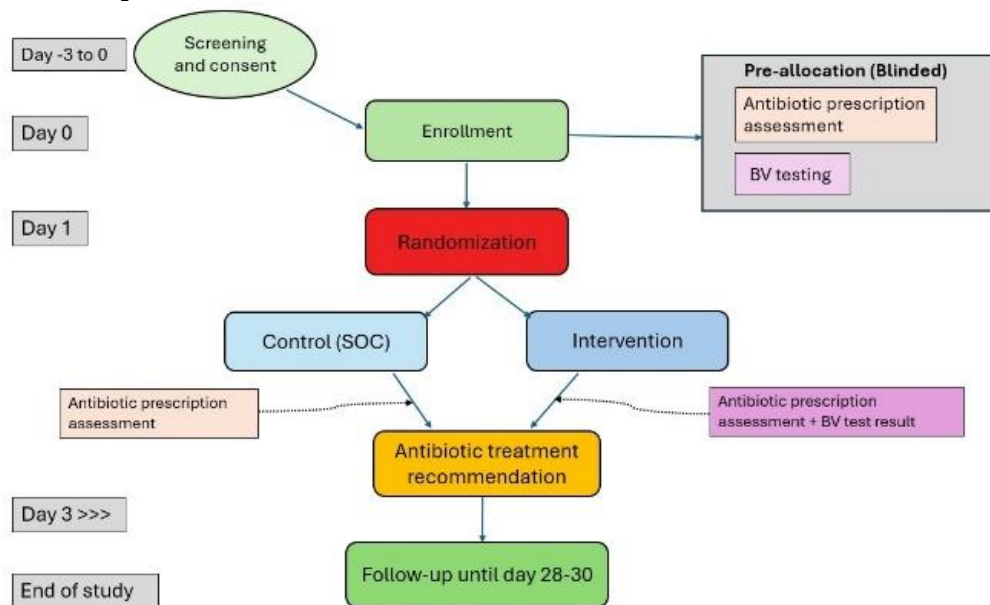 Day -3 to 0
Screening
and consent
Pre-allocation (Blinded)
Antibiotic prescription
assessment
BV testing
Day 0
Enrollment
Day 1
Randomization
Control (SOC)
Intervention
Antibiotic prescription
assessment
Antibiotic prescription
assessment + BV test result
Antibiotic treatment
recommendation
Day 3 >>>
Follow-up until day 28-30
End of study